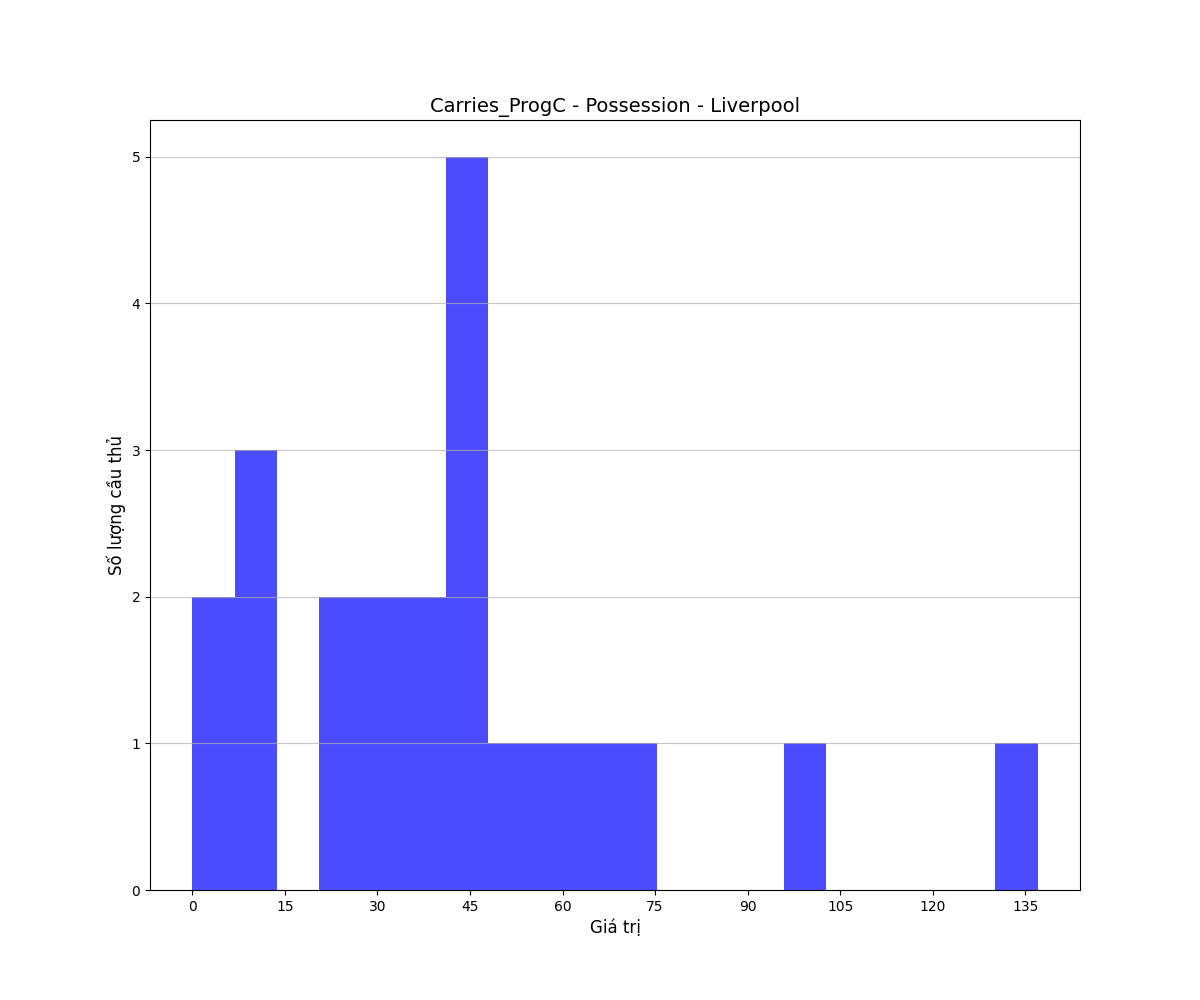 Carries_ProgC - Possession - Liverpool
5
4
3
2
1
0
Số lượng cầu thủ
0 15 30 45 60 75 90 105 120 135
Giá trị